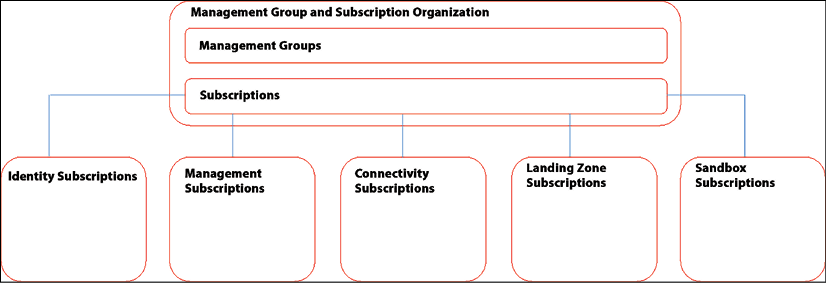 Management Group and Subscription Organization
Management Groups
Subscriptions
Identity Subscriptions
Management
Subscriptions
Connectivity
Subscriptions
Landing Zone
Subscriptions
Sandbox
Subscriptions